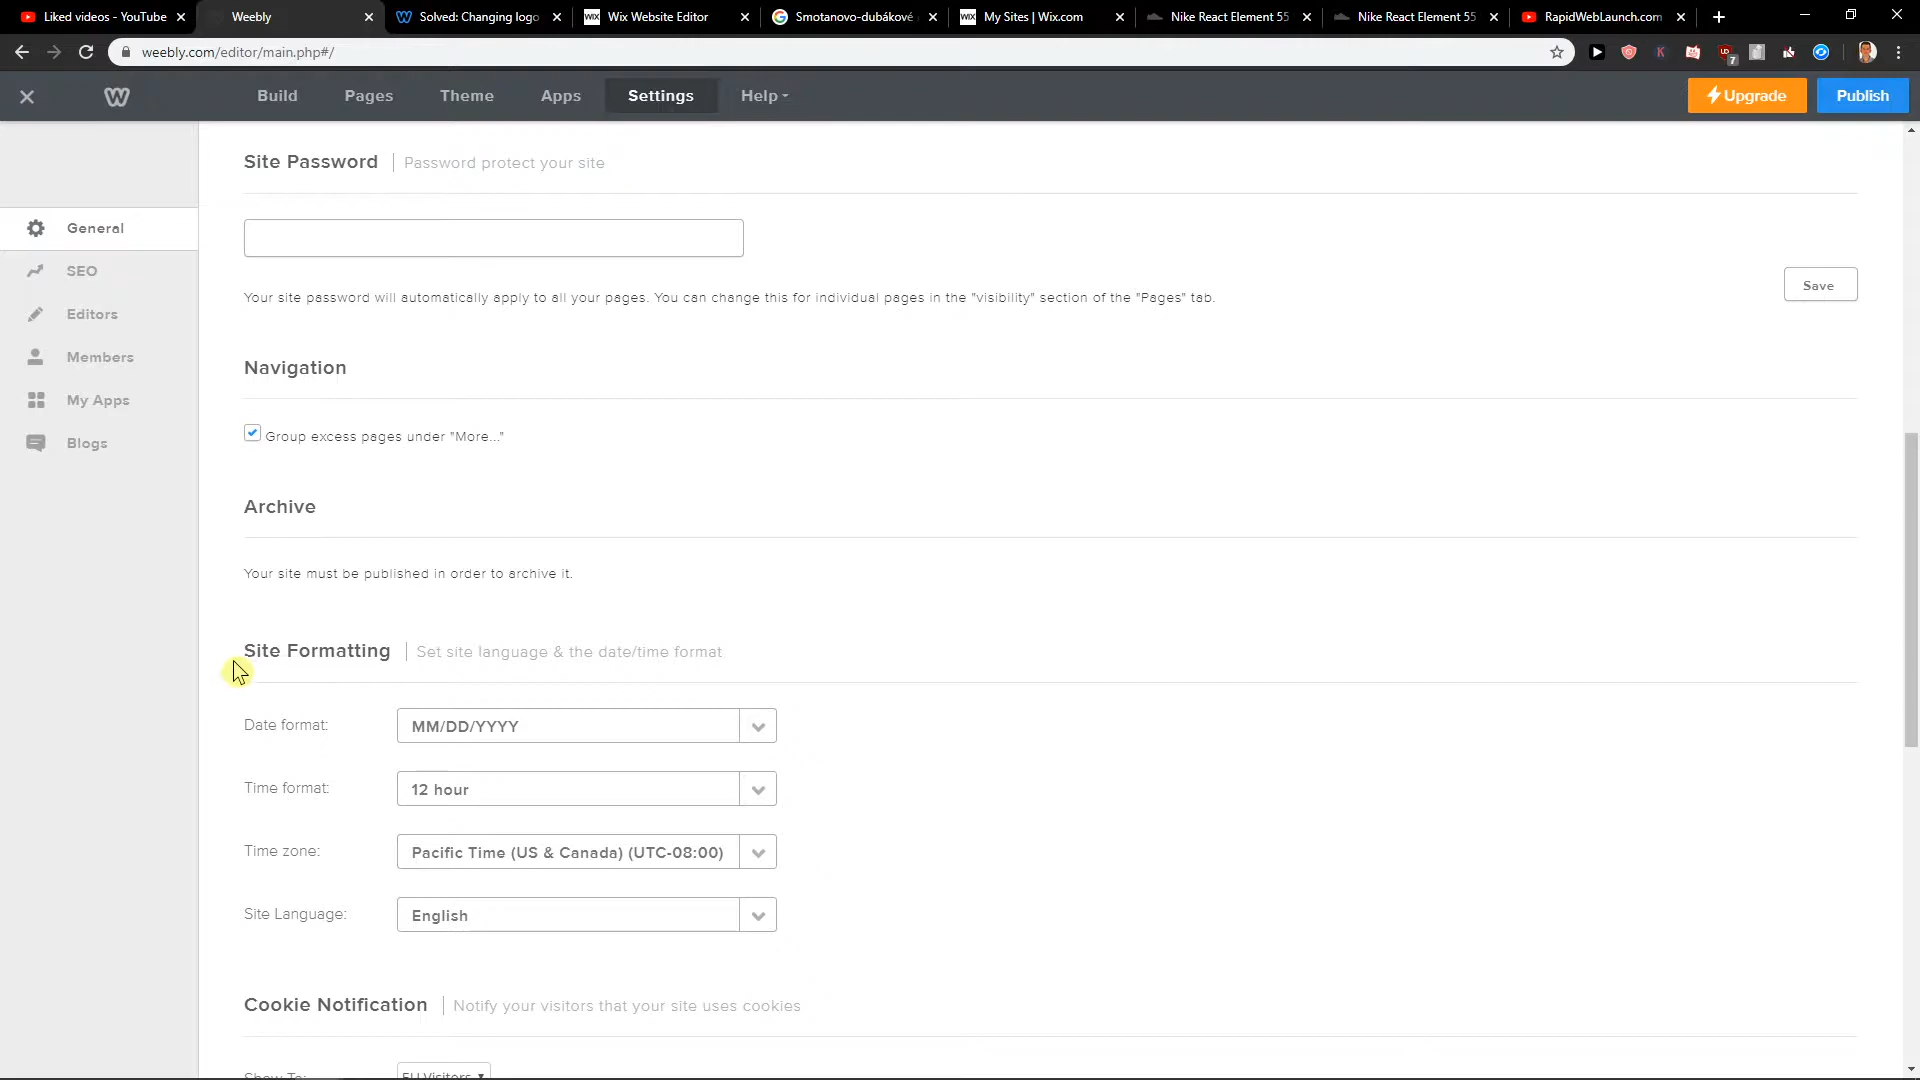 Liked videos - YouTube
Weebly
Solved: Changing logo
WIX Wix Website Editor
Smotanovo-dubákové
WIX My Sites | Wix.com
Nike React Element 55
Nike React Element 55
RapidWebLaunch.com
weebly.com/editor/main.php#/
K
7
Build
Pages
Theme
Apps
Settings
Help
Upgrade
Publish
Site Password
Password protect your site
General
SEO
Editors
Members
My Apps
Blogs
Your site password will automatically apply to all your pages. You can change this for individual pages in the "visibility" section of the "Pages" tab.
Save
Navigation
Group excess pages under "More..."
Archive
Your site must be published in order to archive it.
Site Formatting
Set site language & the date/time format
Date format:
MM/DD/YYYY
Time format:
12 hour
Time zone:
Pacific Time (US & Canada) (UTC-08:00)
Site Language:
English
Cookie Notification
Notify your visitors that your site uses cookies
Show To:
EU Visitors